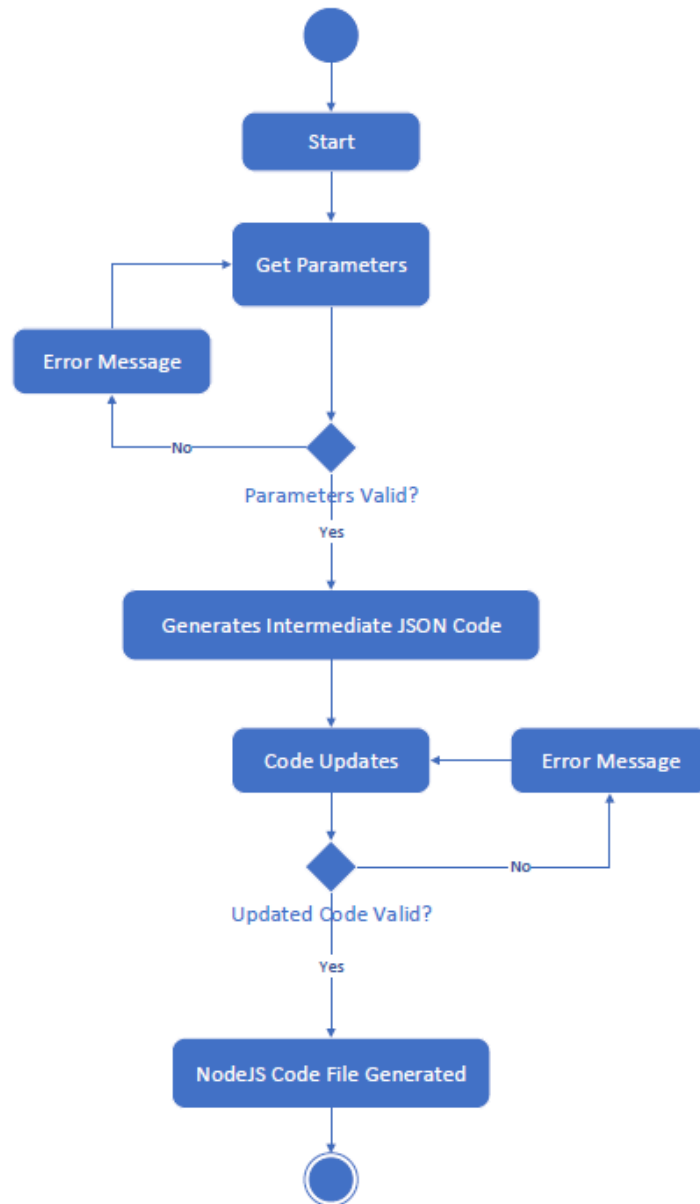 Start
Get Parameters
Error Message
No
Parameters Valid?
Yes
Generates Intermediate JSON Code
Code Updates
Error Message
No
Updated Code Valid?
Yes
NodeJS Code File Generated